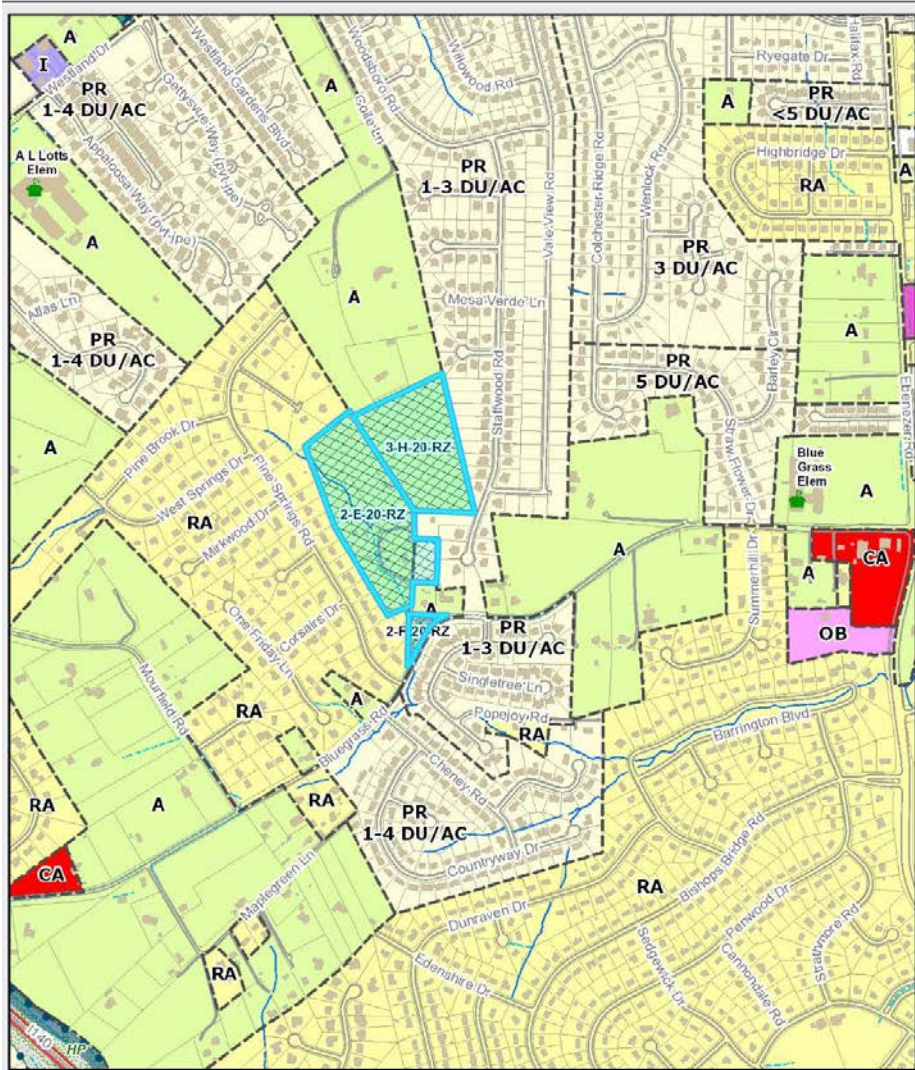 A
I
PR
1-4 DU/AC
Westland Dr
Gettysvue Way (pvt-jpe)
Westland Gardens Blvd
Appaloosa Way (pvt-jpe)
A L Lotts
Elem
A
A
Coile Ln
Woodsboro Rd
Willowood Rd
PR
1-3 DU/AC
Vale View Rd
Colchester Ridge Rd
Wenlock Rd
Ryegate Dr
Halifax Rd
A
PR
<5 DU/AC
Highbridge Dr
RA
A
PR
3 DU/AC
A
Mesa Verde Ln
Atlas Ln
PR
1-4 DU/AC
A
Staffwood Rd
PR
5 DU/AC
Barley Cir
A
Ebenezer Rd
Straw Flower Dr
Blue
Grass
Elem
A
3-H-20-RZ
2-E-20-RZ
Pine Brook Dr
Pine Springs Rd
West Springs Dr
RA
Mirkwood Dr
A
A
CA
A
Summerhill Dr
OB
Corsairs Dr
One Friday Ln
A
2-F-20-RZ
PR
1-3 DU/AC
Singletree Ln
Popejoy Rd
RA
Mourfield Rd
RA
A
Bluegrass Rd
Barrington Blvd
Cheney Rd
RA
PR
1-4 DU/AC
Countryway Dr
A
RA
CA
Maplegreen Ln
RA
Dunraven Dr
Edenshire Dr
RA
Bishops Bridge Rd
Penwood Dr
Sedgewick Dr
Cannondale Rd
Strathmore Rd
I140
HP